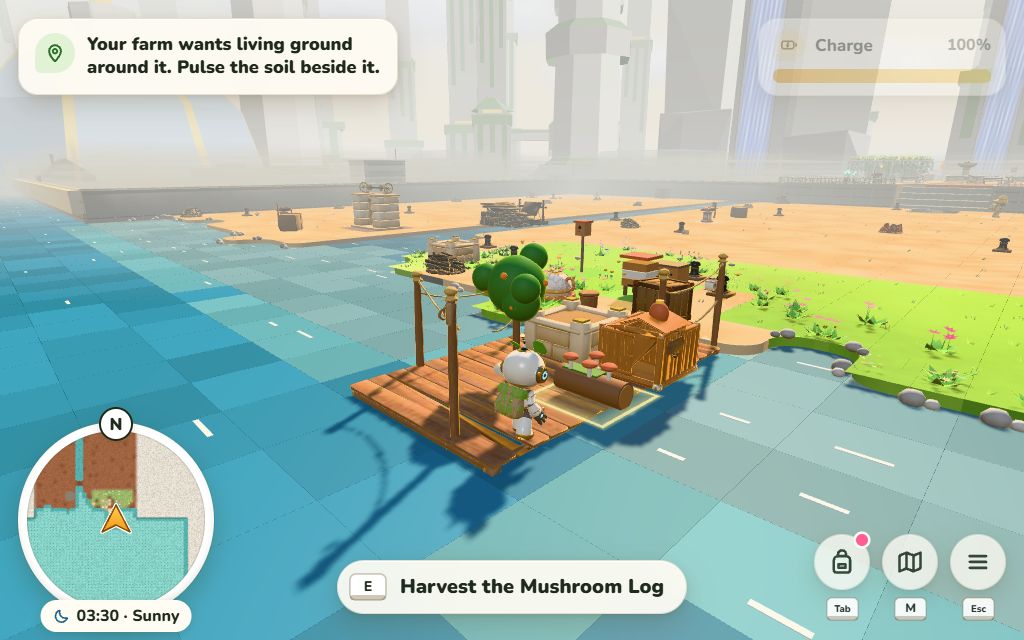 Your farm wants living ground
around it. Pulse the soil beside it.
Charge 100%
N
03:30 · Sunny
E Harvest the Mushroom Log
Tab M Esc